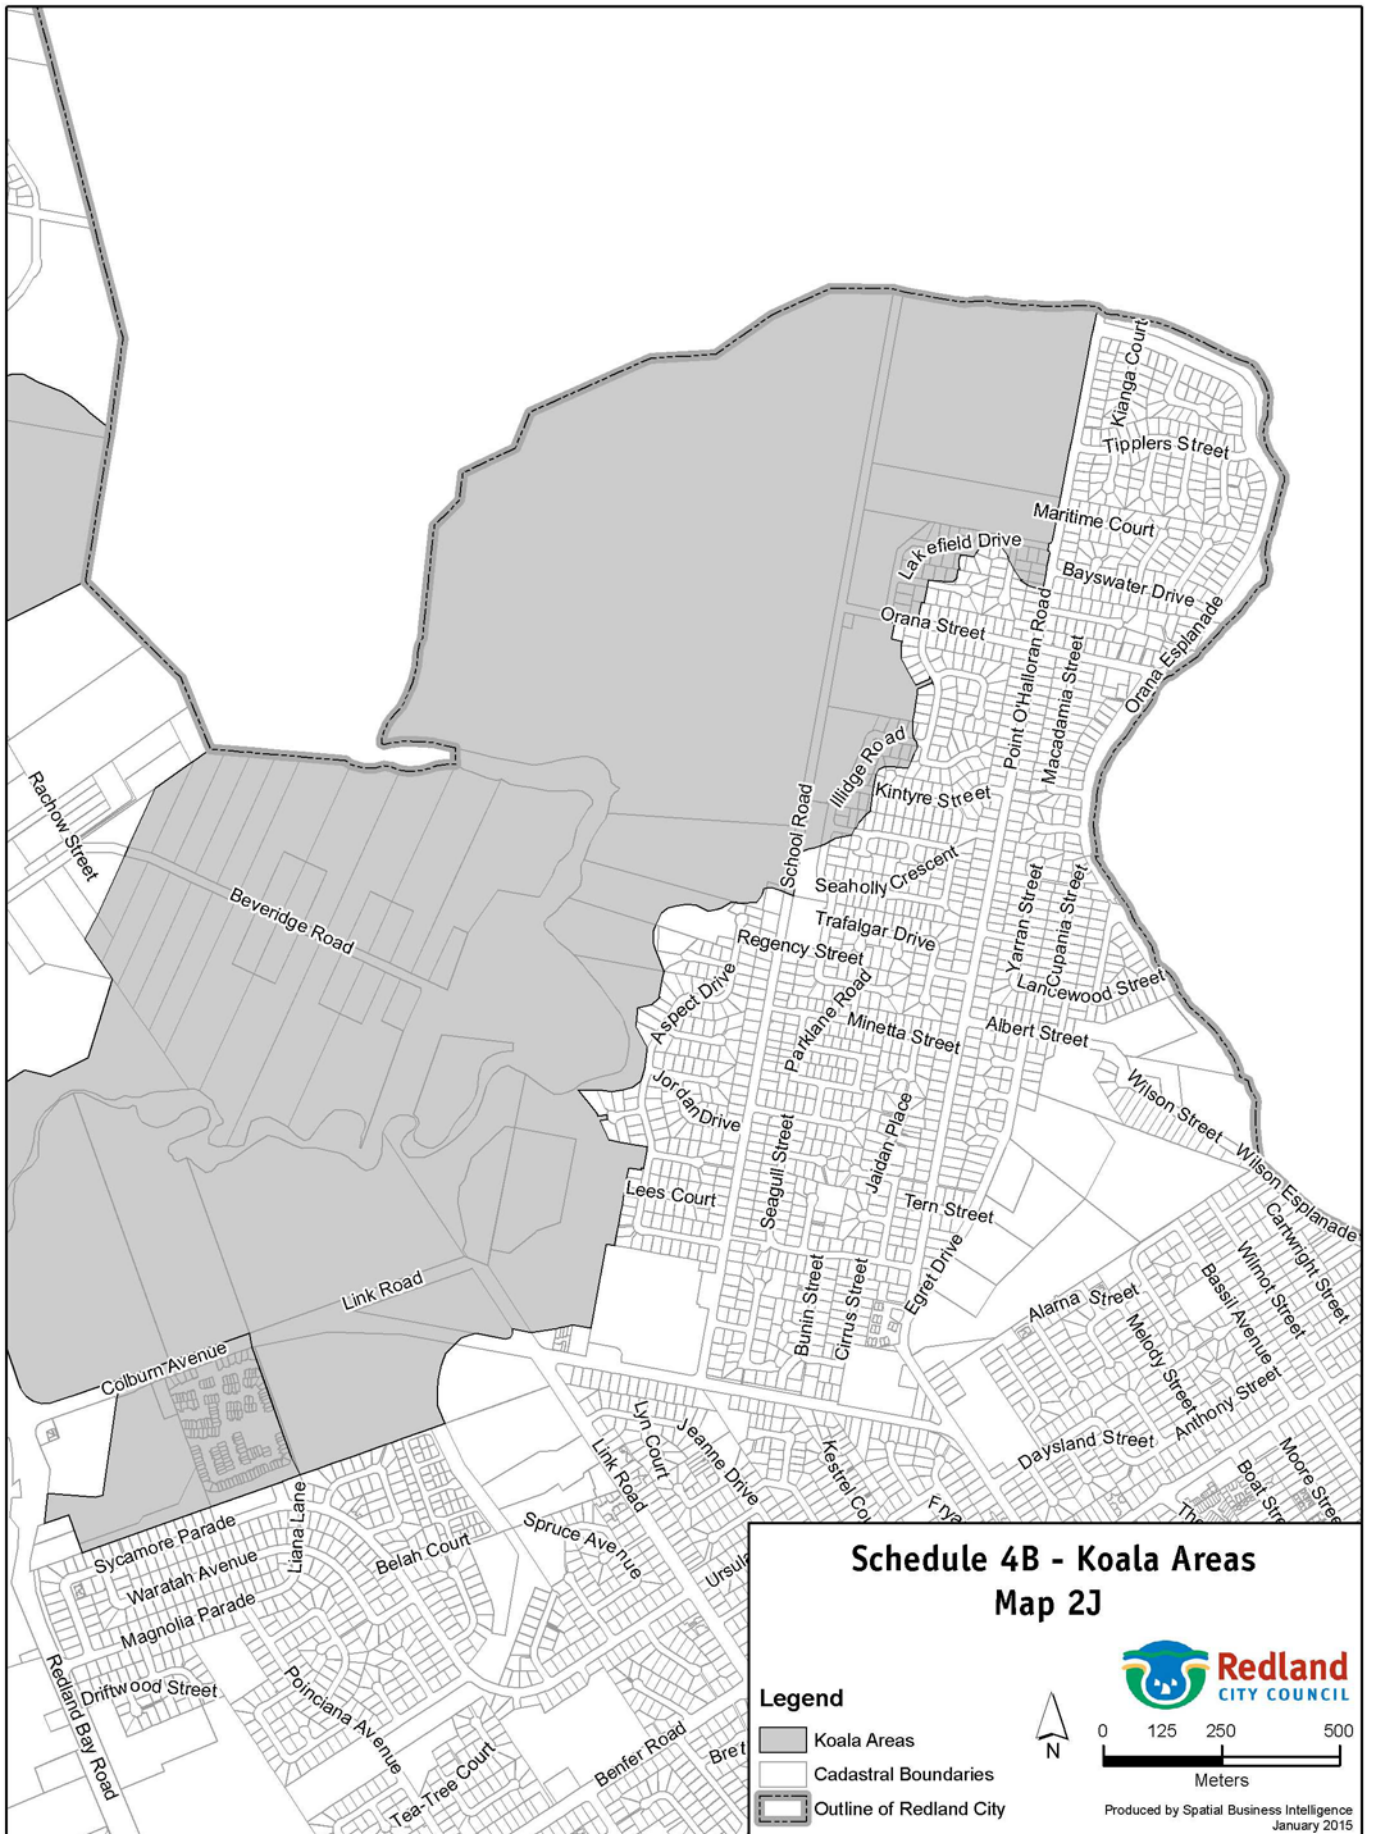 Kianga Court
Tipplers Street
Maritime Court
Lakefield Drive
Bayswater Drive
Orana Street
Orana Esplanade
Point O'Halloran Road
Macadamia Street
Illidge Road
Kintyre Street
School Road
Rachow Street
Seaholly Crescent
Beveridge Road
Trafalgar Drive
Regency Street
Yarran Street
Cupania Street
Lancewood Street
Aspect Drive
Parklane Road
Minetta Street
Albert Street
Jordan Drive
Wilson Street
Seagull Street
Jaidan Place
Wilson Esplanade
Lees Court
Tern Street
Cartwright Street
Wilmot Street
Bassil Avenue
Link Road
Egret Drive
Bunin Street
Cirrus Street
Alarna Street
Melody Street
Colburn Avenue
Anthony Street
Lyn Court
Jeanne Drive
Link Road
Kestrel Cou
Daysland Street
Moore Stree
Boat Stre
Liana Lane
Sycamore Parade
Spruce Avenue
Frya
The
Waratah Avenue
Belah Court
Ursula
Magnolia Parade
Redland Bay Road
Driftwood Street
Poinciana Avenue
Tea-Tree Court
Benfer Road
Bret
Schedule 4B - Koala Areas
Map 2J
Redland
CITY COUNCIL
Legend
Koala Areas
Cadastral Boundaries
Outline of Redland City
N
0 125 250 500
Meters
Produced by Spatial Business Intelligence
January 2015